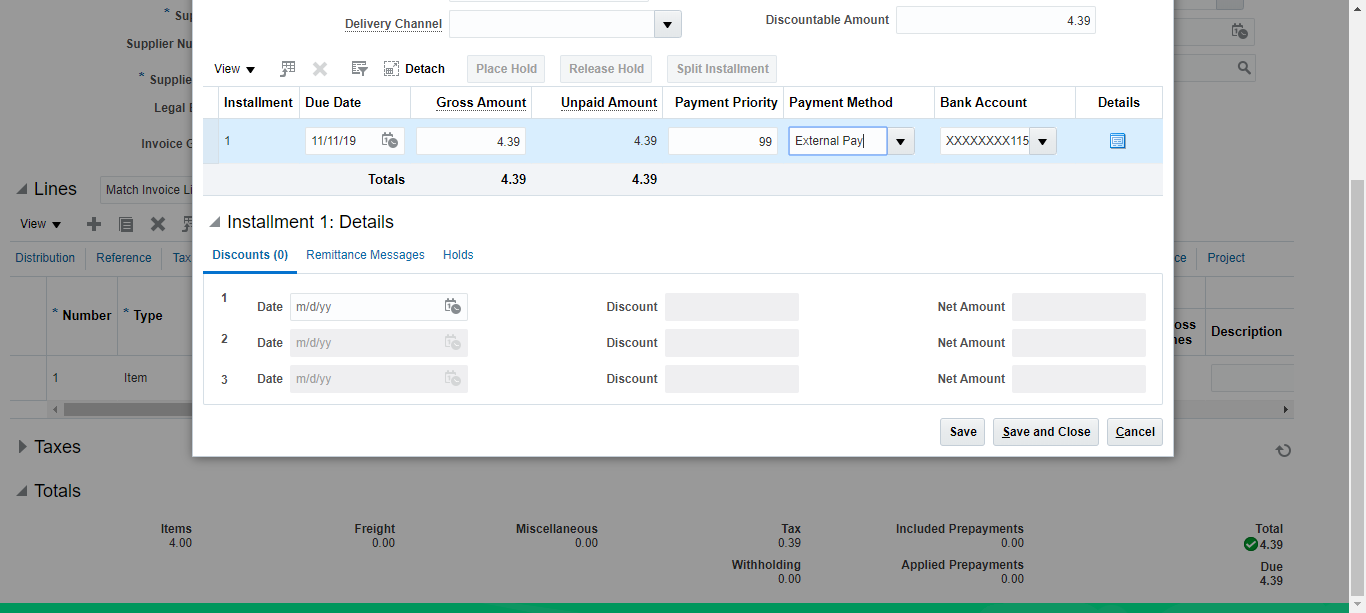 * Sup
Delivery Channel
Discountable Amount 4.39
Supplier Nu
* Supplie
Legal E
Invoice G
View Detach Place Hold Release Hold Split Installment
Installment Due Date Gross Amount Unpaid Amount Payment Priority Payment Method Bank Account Details
1 11/11/19 4.39 4.39 99 External Pay XXXXXXXX115
Totals 4.39 4.39
Lines Match Invoice Li
View
Installment 1: Details
Distribution Reference Tax
Discounts (0) Remittance Messages Holds
ce Project
* Number * Type
1 Date m/d/yy Discount Net Amount
2 Date m/d/yy Discount Net Amount
3 Date m/d/yy Discount Net Amount
oss
nes
Description
1 Item
Save Save and Close Cancel
Taxes
Totals
Items Freight Miscellaneous Tax Included Prepayments Total
4.00 0.00 0.00 0.39 0.00 4.39
Withholding Applied Prepayments Due
0.00 0.00 4.39